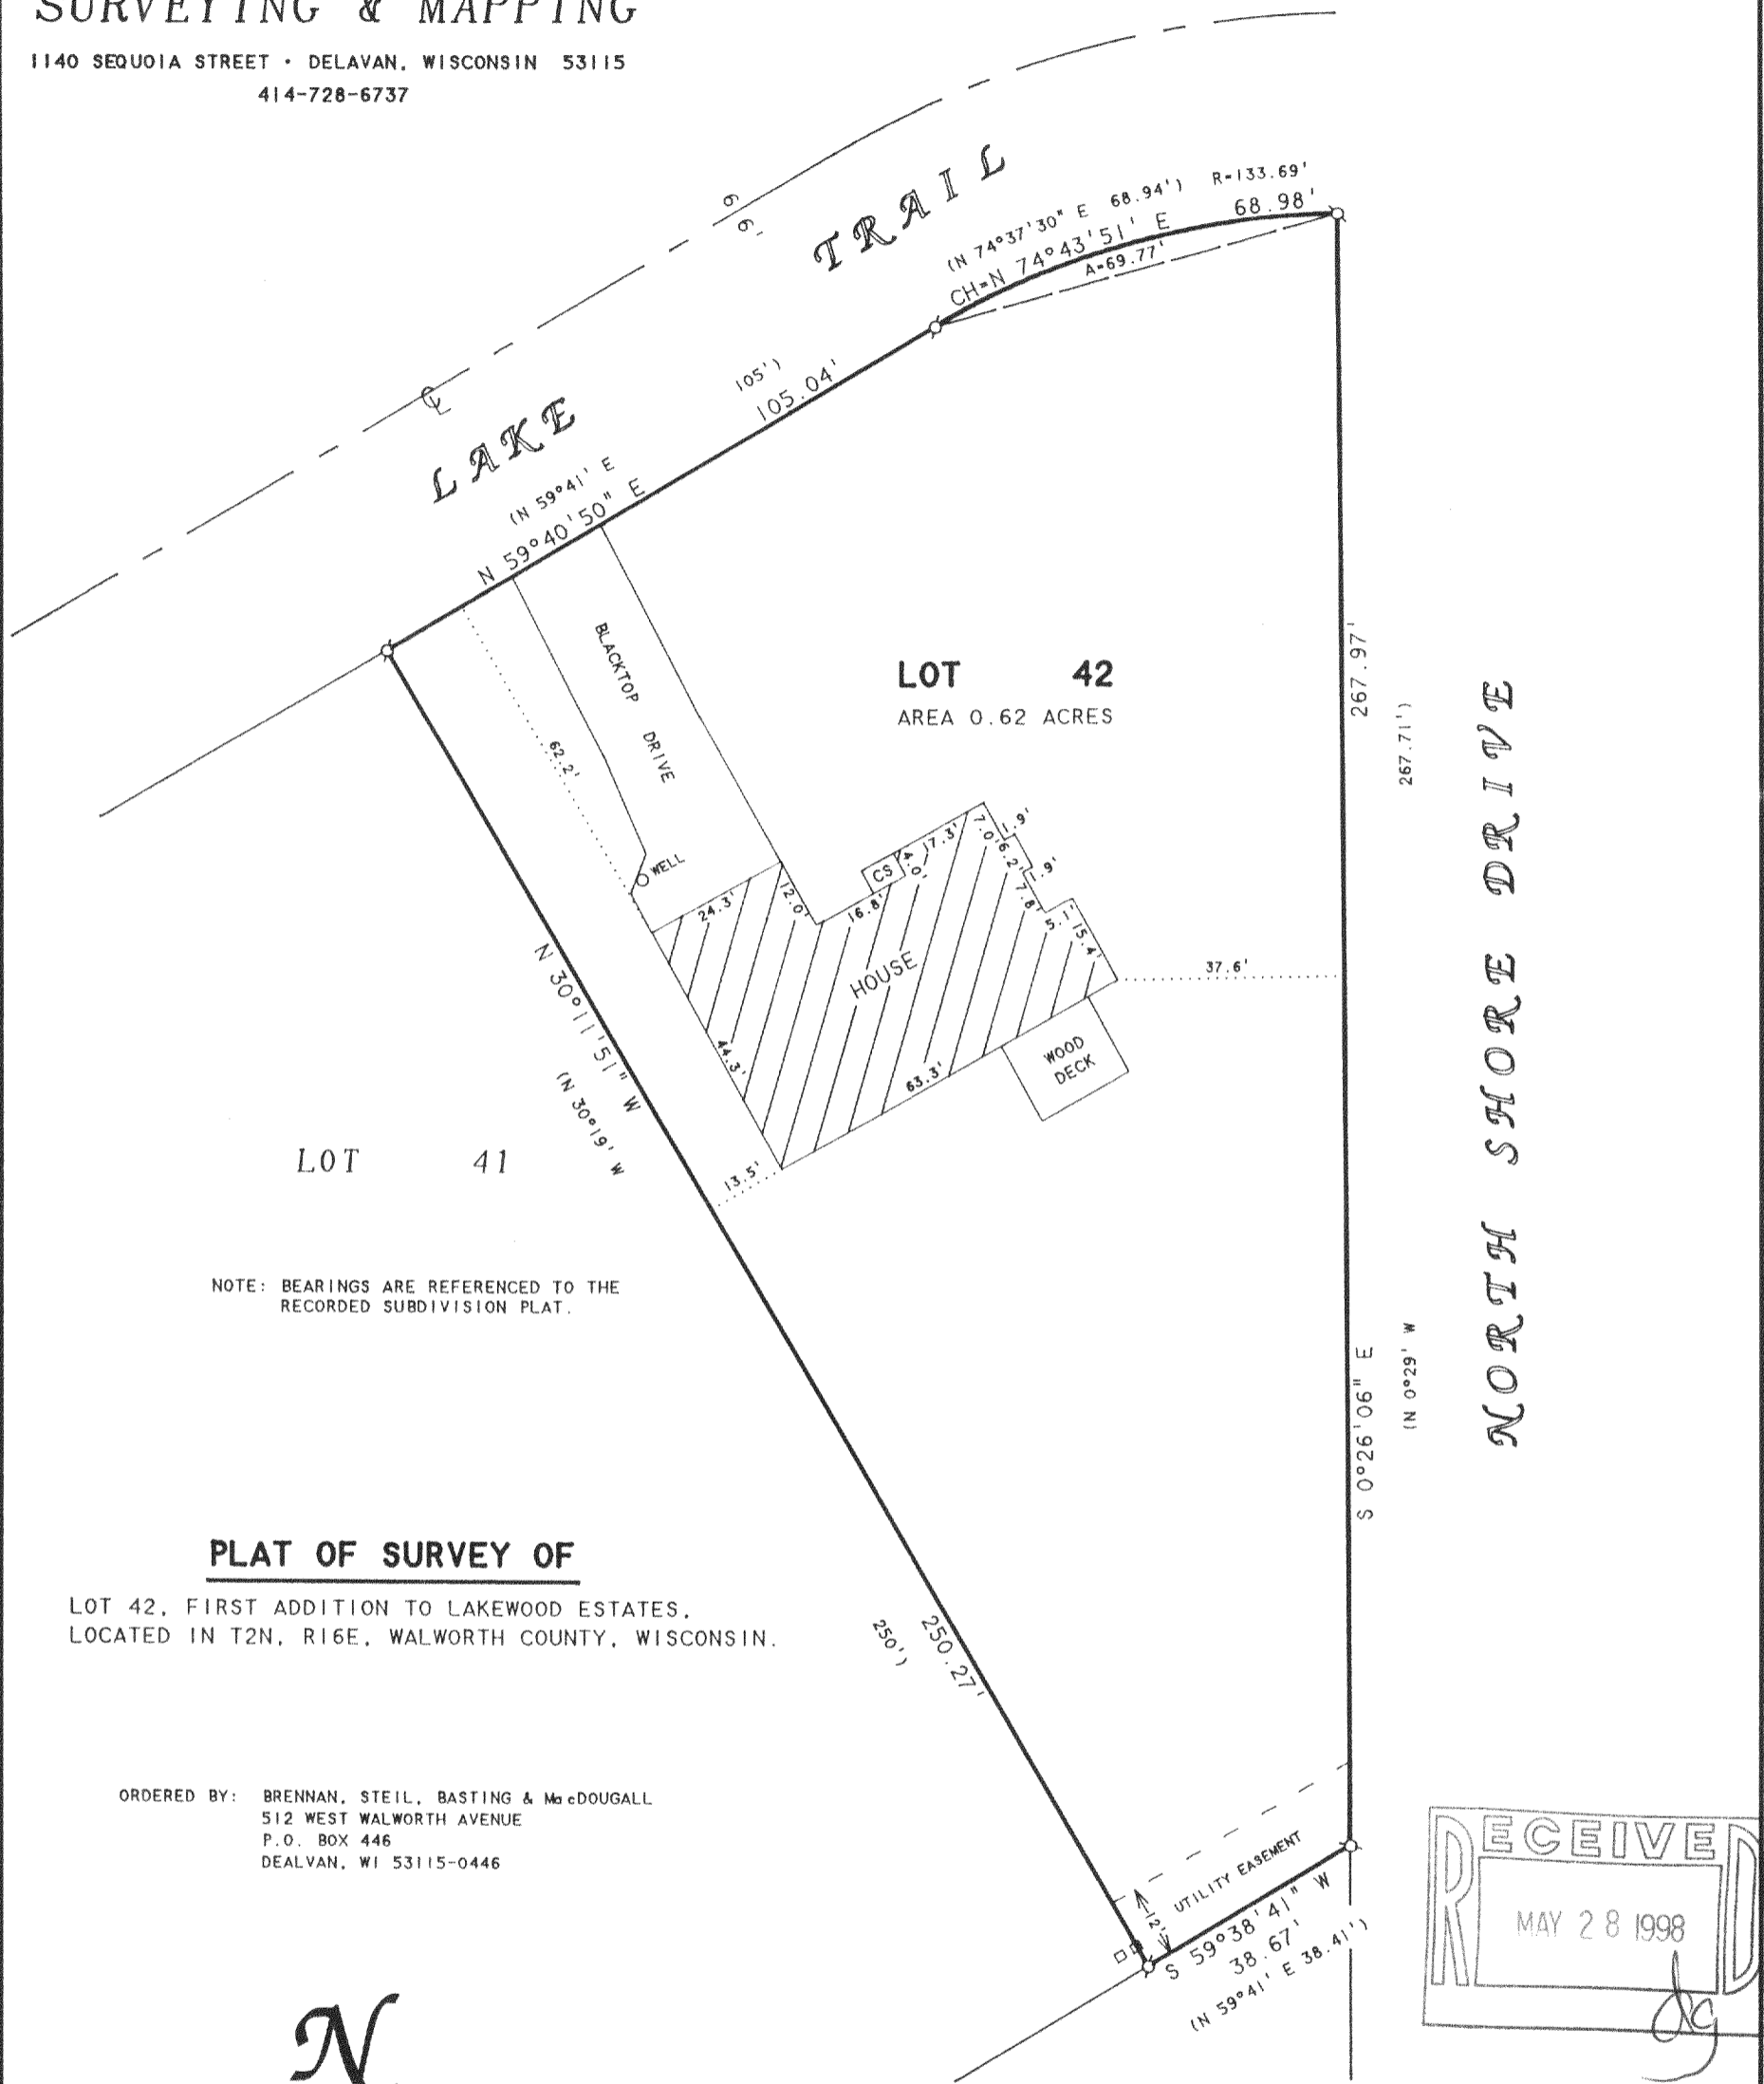 SURVEYING & MAPPING
1140 SEQUOIA STREET • DELAVAN, WISCONSIN 53115
414-728-6737
66'
LAKE TRAIL
(N 74°37'30" E 68.94') R=133.69'
CH=N 74°43'51' E 68.98'
A=69.77'
105')
105.04'
(N 59°41' E
N 59°40'50" E
BLACKTOP DRIVE
62.2'
LOT 42
AREA 0.62 ACRES
267.97'
267.71')
NORTH SHORE DRIVE
WELL
24.3'
12.0'
16.8'
CS
4.0'
17.3'
7.0'
1.9'
6.2'
1.9'
7.8'
5.1'
15.4'
37.6'
HOUSE
44.3'
63.3'
WOOD
DECK
13.5'
N 30°11'51" W
(N 30°19' W
LOT 41
NOTE: BEARINGS ARE REFERENCED TO THE
RECORDED SUBDIVISION PLAT.
S 0°26'06" E
(N 0°29' W
PLAT OF SURVEY OF
LOT 42, FIRST ADDITION TO LAKEWOOD ESTATES,
LOCATED IN T2N, R16E, WALWORTH COUNTY, WISCONSIN.
250.27'
250')
ORDERED BY: BRENNAN, STEIL, BASTING & MacDOUGALL
512 WEST WALWORTH AVENUE
P.O. BOX 446
DEALVAN, WI 53115-0446
UTILITY EASEMENT
12'
S 59°38'41" W
38.67'
(N 59°41' E 38.41')
RECEIVED
MAY 28 1998
N